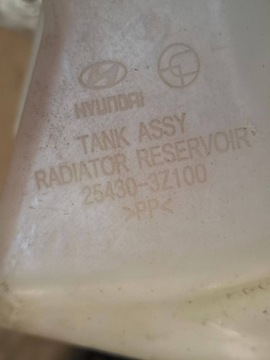 HYUNDAI
TANK ASSY
RADIATOR RESERVOIR
25430-3Z100
>PP<